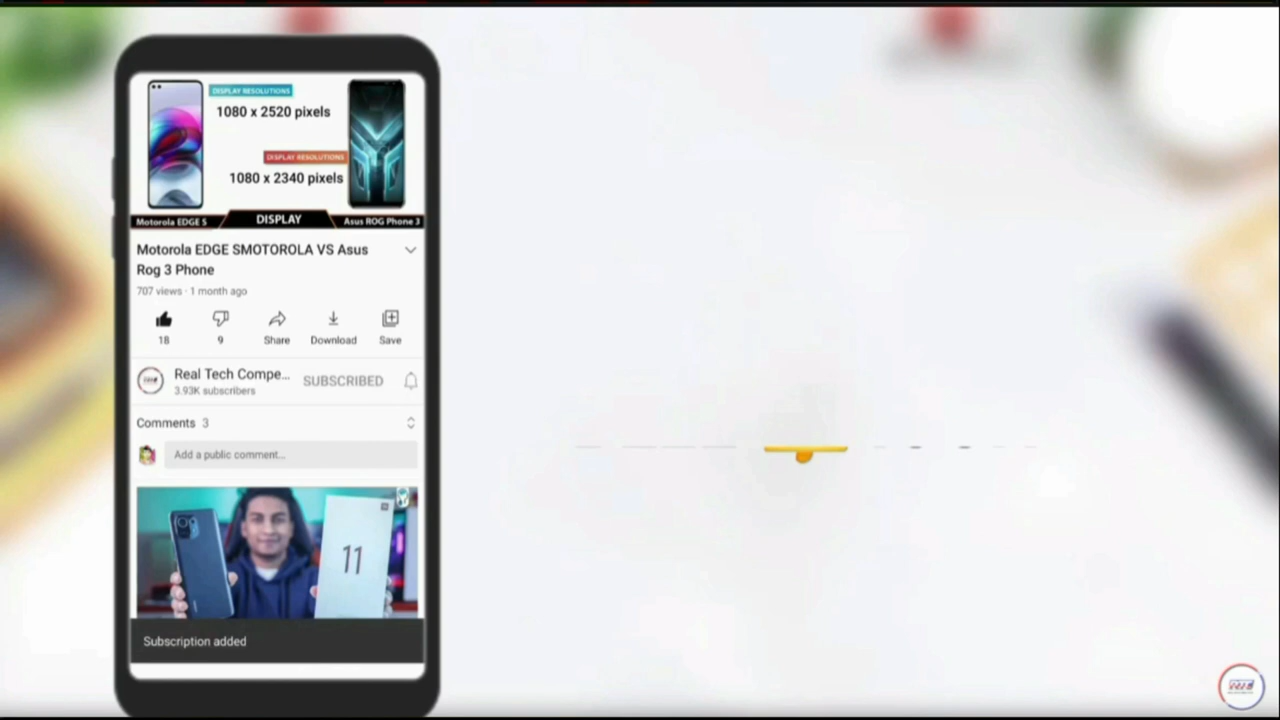 DISPLAY RESOLUTIONS
1080 x 2520 pixels
DISPLAY RESOLUTIONS
1080 x 2340 pixels
Motorola EDGE S
DISPLAY
Asus ROG Phone 3
Motorola EDGE SMOTOROLA VS Asus
Rog 3 Phone
707 views · 1 month ago
18
9
Share
Download
Save
Real Tech Compe...
SUBSCRIBED
3.93K subscribers
Comments 3
Add a public comment...
11
Subscription added